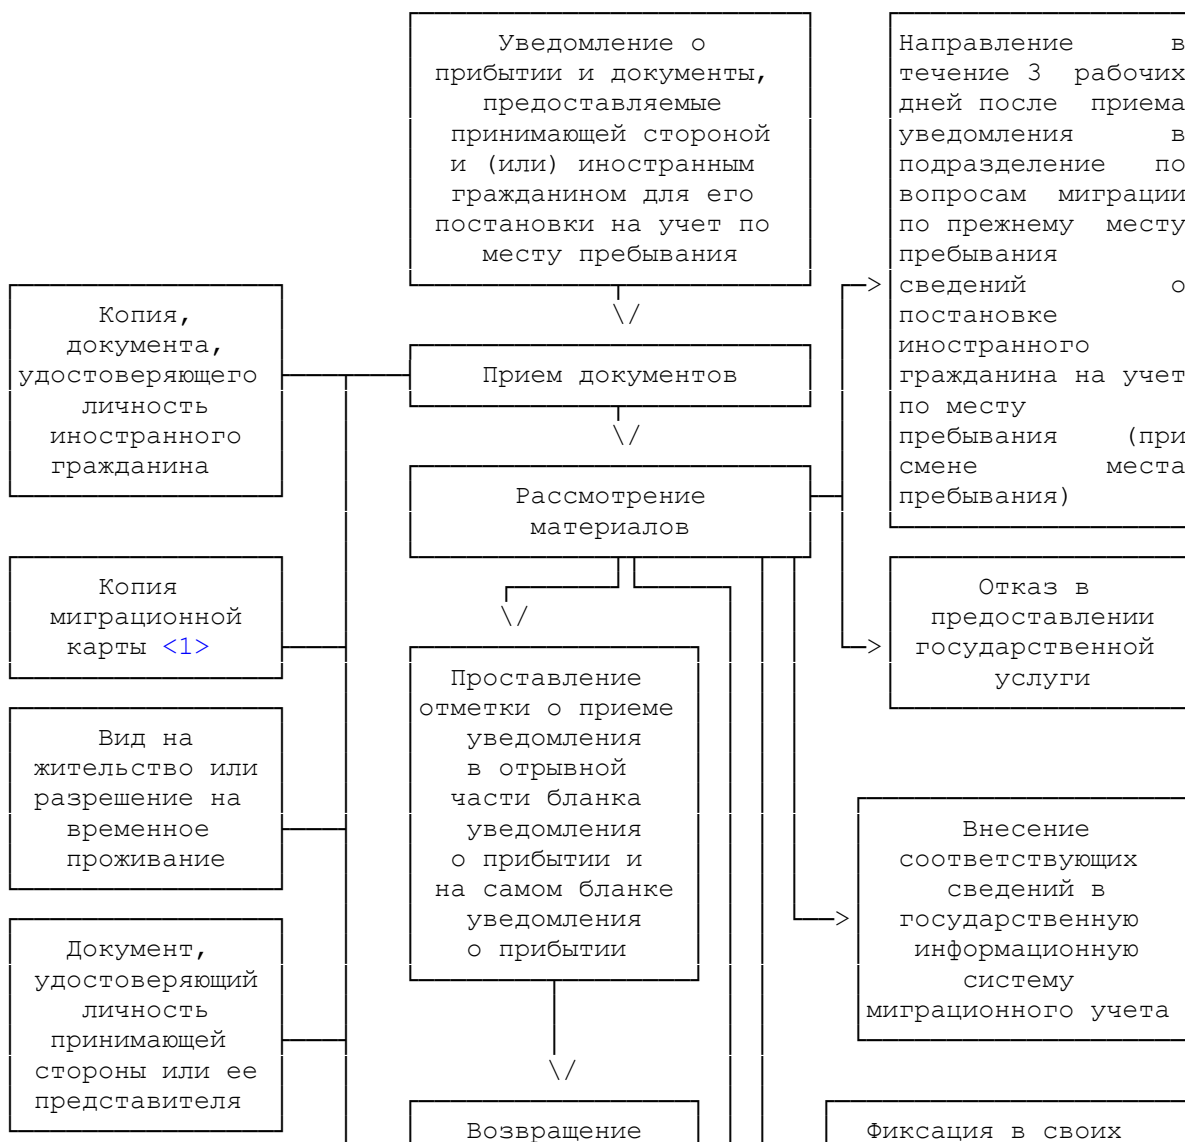 Уведомление о
прибытии и документы,
предоставляемые
принимающей стороной
и (или) иностранным
гражданином для его
постановки на учет по
месту пребывания
Направление в
течение 3 рабочих
дней после приема
уведомления в
подразделение по
вопросам миграции
по прежнему месту
пребывания
сведений о
постановке
иностранного
гражданина на учет
по месту
пребывания (при
смене места
пребывания)
Копия,
документа,
удостоверяющего
личность
иностранного
гражданина
Прием документов
Рассмотрение
материалов
Копия
миграционной
карты <1>
Отказ в
предоставлении
государственной
услуги
Проставление
отметки о приеме
уведомления
в отрывной
части бланка
уведомления
о прибытии и
на самом бланке
уведомления
о прибытии
Вид на
жительство или
разрешение на
временное
проживание
Внесение
соответствующих
сведений в
государственную
информационную
систему
миграционного учета
Документ,
удостоверяющий
личность
принимающей
стороны или ее
представителя
Возвращение
Фиксация в своих